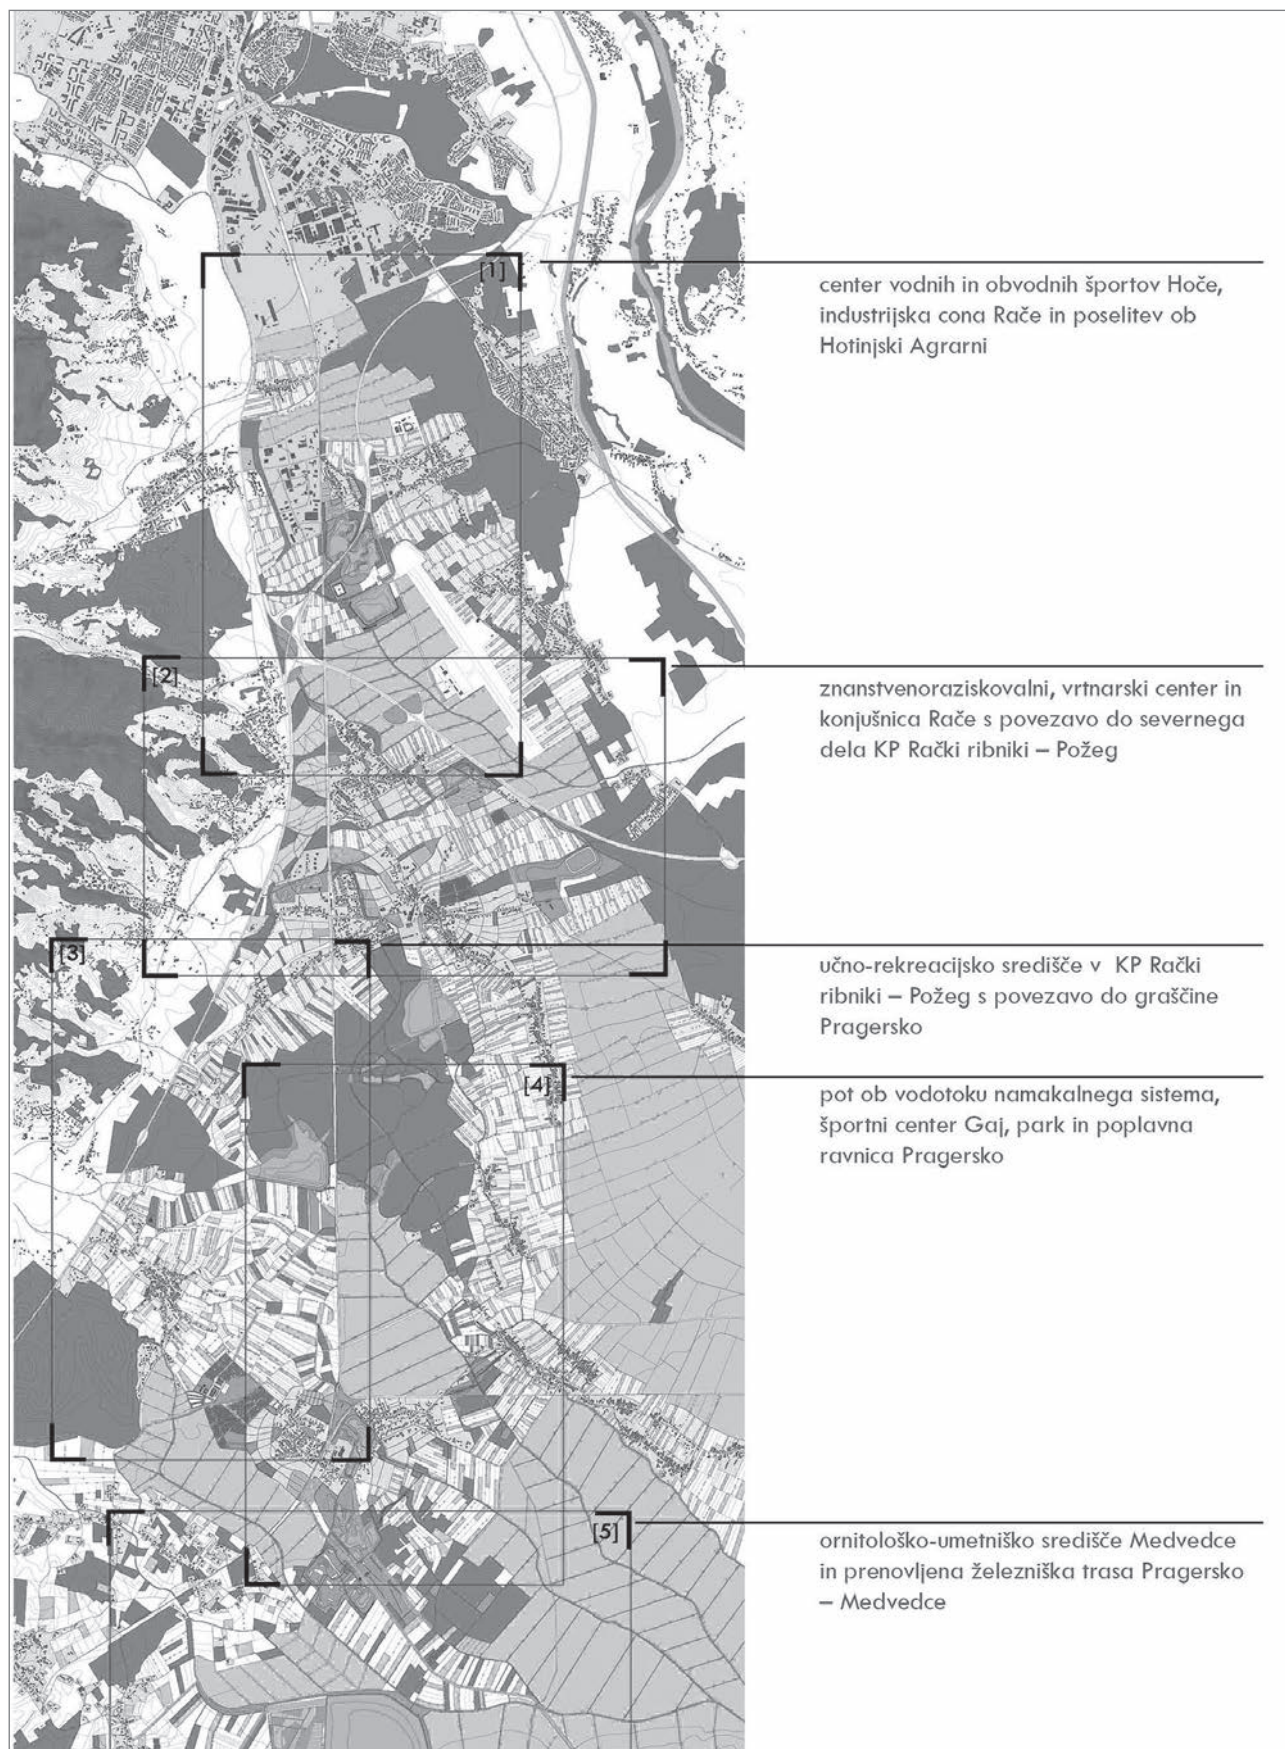 [1]
center vodnih in obvodnih športov Hoče,
industrijska cona Rače in poselitev ob
Hotinjski Agrarni
[2]
znanstvenoraziskovalni, vrtnarski center in
konjušnica Rače s povezavo do severnega
dela KP Rački ribniki – Požeg
[3]
učno-rekreacijsko središče v KP Rački
ribniki – Požeg s povezavo do graščine
Pragersko
[4]
pot ob vodotoku namakalnega sistema,
športni center Gaj, park in poplavna
ravnica Pragersko
[5]
ornitološko-umetniško središče Medvedce
in prenovljena železniška trasa Pragersko
– Medvedce